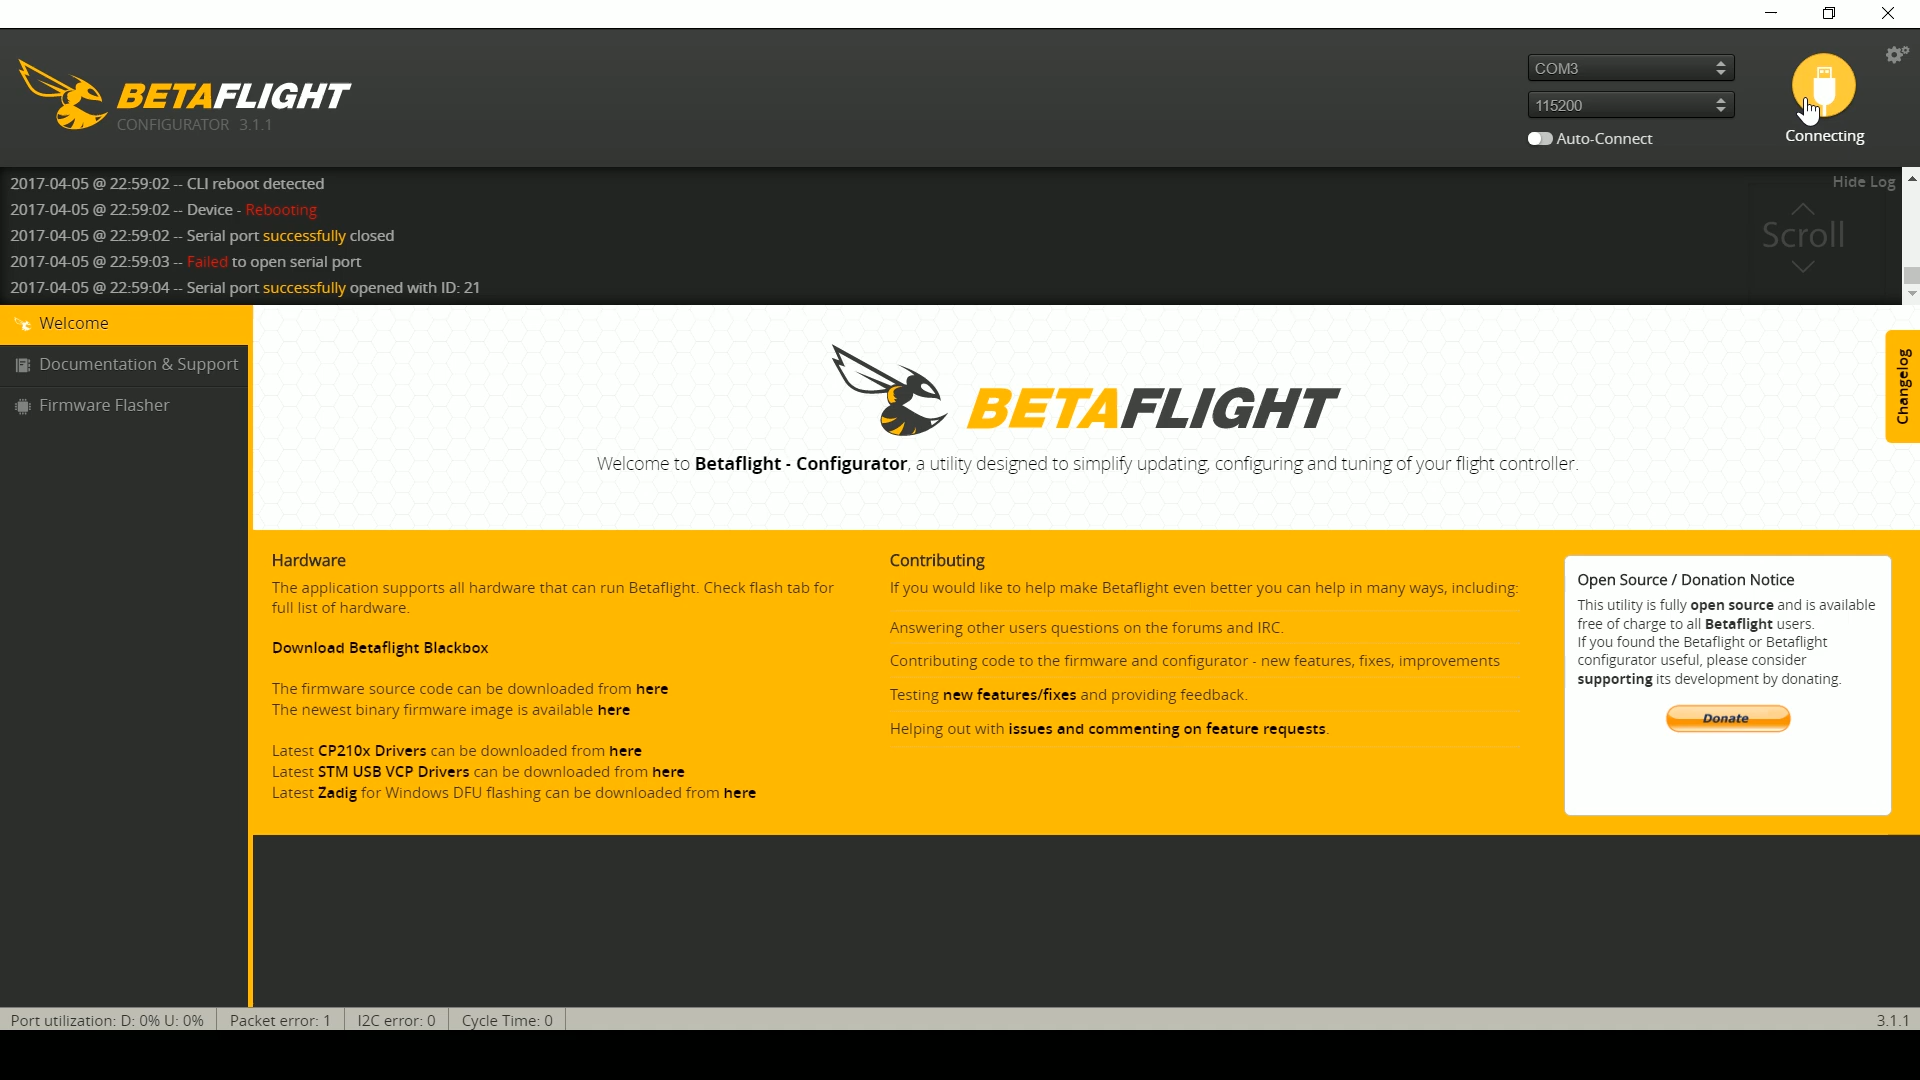 BETAFLIGHT
CONFIGURATOR 3.1.1
COM3
115200
Auto-Connect
Connecting
2017-04-05 @ 22:59:02 -- CLI reboot detected
2017-04-05 @ 22:59:02 -- Device - Rebooting
2017-04-05 @ 22:59:02 -- Serial port successfully closed
2017-04-05 @ 22:59:03 -- Failed to open serial port
2017-04-05 @ 22:59:04 -- Serial port successfully opened with ID: 21
Hide Log
Scroll
Welcome
Documentation & Support
Firmware Flasher
BETAFLIGHT
Changelog
Welcome to Betaflight - Configurator, a utility designed to simplify updating, configuring and tuning of your flight controller.
Hardware
The application supports all hardware that can run Betaflight. Check flash tab for
full list of hardware.
Download Betaflight Blackbox
The firmware source code can be downloaded from here
The newest binary firmware image is available here
Latest CP210x Drivers can be downloaded from here
Latest STM USB VCP Drivers can be downloaded from here
Latest Zadig for Windows DFU flashing can be downloaded from here
Contributing
If you would like to help make Betaflight even better you can help in many ways, including:
Answering other users questions on the forums and IRC.
Contributing code to the firmware and configurator - new features, fixes, improvements
Testing new features/fixes and providing feedback.
Helping out with issues and commenting on feature requests.
Open Source / Donation Notice
This utility is fully open source and is available
free of charge to all Betaflight users.
If you found the Betaflight or Betaflight
configurator useful, please consider
supporting its development by donating.
Donate
Port utilization: D: 0% U: 0%
Packet error: 1
I2C error: 0
Cycle Time: 0
3.1.1